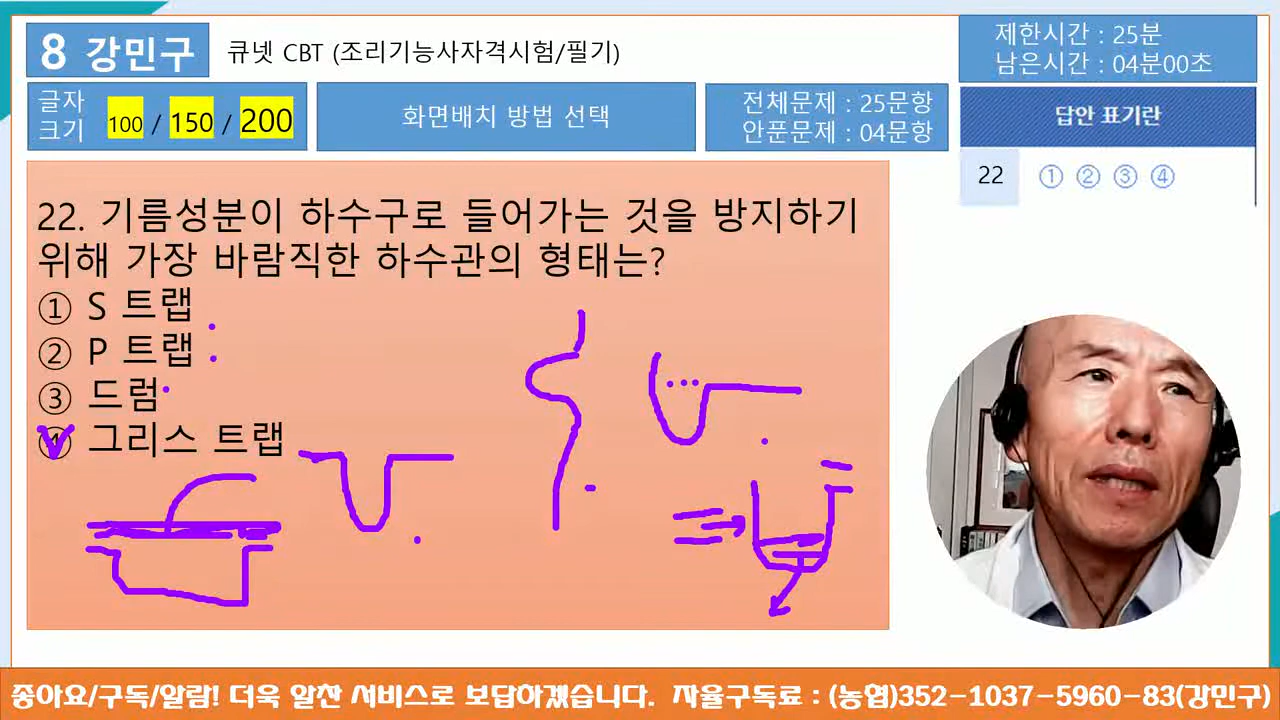 8 강민구
큐넷 CBT (조리기능사자격시험/필기)
제한시간 : 25분
남은시간 : 04분00초
글자
크기
100 / 150 / 200
화면배치 방법 선택
전체문제 : 25문항
안푼문제 : 04문항
답안 표기란
22 ① ② ③ ④
22. 기름성분이 하수구로 들어가는 것을 방지하기
위해 가장 바람직한 하수관의 형태는?
① S 트랩
② P 트랩
③ 드럼
④ 그리스 트랩
좋아요/구독/알람! 더욱 알찬 서비스로 보답하겠습니다. 자율구독료 : (농협)352-1037-5960-83(강민구)